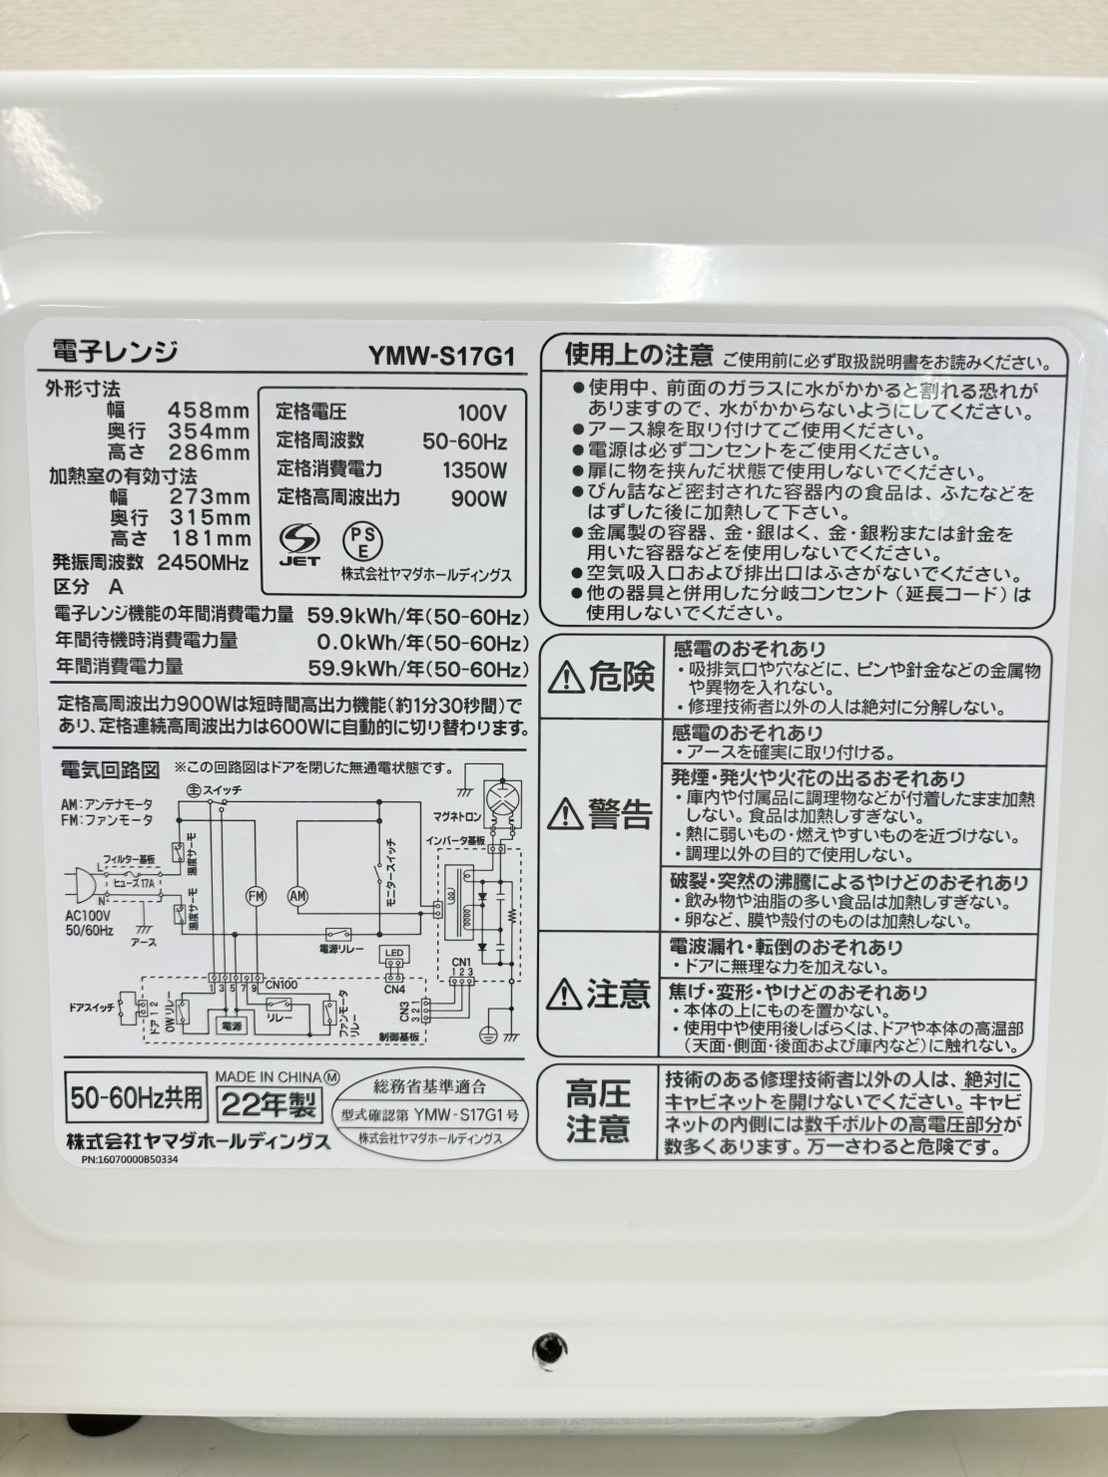 電子レンジ YMW-S17G1
外形寸法
幅 458mm
奥行 354mm
高さ 286mm
加熱室の有効寸法
幅 273mm
奥行 315mm
高さ 181mm
発振周波数 2450MHz
区分 A
定格電圧 100V
定格周波数 50-60Hz
定格消費電力 1350W
定格高周波出力 900W
JET
PS
E
株式会社ヤマダホールディングス
電子レンジ機能の年間消費電力量 59.9kWh/年(50-60Hz)
年間待機時消費電力量 0.0kWh/年(50-60Hz)
年間消費電力量 59.9kWh/年(50-60Hz)
定格高周波出力900Wは短時間高出力機能(約1分30秒間)で
あり、定格連続高周波出力は600Wに自動的に切り替わります。
電気回路図 ※この回路図はドアを閉じた無通電状態です。
AM:アンテナモータ
FM:ファンモータ
主 スイッチ
マグネトロン
インバータ基板
フィルター基板
ヒューズ17A
L
N
温度サーモ
温度サーモ
AC100V
50/60Hz
アース
FM
AM
モニタースイッチ
電源リレー
LED
CN4
CN1
1 2 3
CN100
1 3 5 7 9
ドアスイッチ
ドア 1 2
0Wリレー
電源
リレー
ファンモータ
リレー
CN3
3 2 1
制御基板
50-60Hz共用
MADE IN CHINA Ⓜ
22年製
株式会社ヤマダホールディングス
PN:16070000B50334
総務省基準適合
型式確認第 YMW-S17G1号
株式会社ヤマダホールディングス
使用上の注意 ご使用前に必ず取扱説明書をお読みください。
●使用中、前面のガラスに水がかかると割れる恐れが
ありますので、水がかからないようにしてください。
●アース線を取り付けてご使用ください。
●電源は必ずコンセントをご使用ください。
●扉に物を挟んだ状態で使用しないでください。
●びん詰など密封された容器内の食品は、ふたなどを
はずした後に加熱して下さい。
●金属製の容器、金・銀はく、金・銀粉または針金を
用いた容器などを使用しないでください。
●空気吸入口および排出口はふさがないでください。
●他の器具と併用した分岐コンセント(延長コード)は
使用しないでください。
⚠危険
感電のおそれあり
・吸排気口や穴などに、ピンや針金などの金属物
や異物を入れない。
・修理技術者以外の人は絶対に分解しない。
⚠警告
感電のおそれあり
・アースを確実に取り付ける。
発煙・発火や火花の出るおそれあり
・庫内や付属品に調理物などが付着したまま加熱
しない。食品は加熱しすぎない。
・熱に弱いもの・燃えやすいものを近づけない。
・調理以外の目的で使用しない。
破裂・突然の沸騰によるやけどのおそれあり
・飲み物や油脂の多い食品は加熱しすぎない。
・卵など、膜や殻付のものは加熱しない。
⚠注意
電波漏れ・転倒のおそれあり
・ドアに無理な力を加えない。
焦げ・変形・やけどのおそれあり
・本体の上にものを置かない。
・使用中や使用後しばらくは、ドアや本体の高温部
(天面・側面・後面および庫内など)に触れない。
高圧
注意
技術のある修理技術者以外の人は、絶対に
キャビネットを開けないでください。キャビ
ネットの内側には数千ボルトの高電圧部分が
数多くあります。万一さわると危険です。